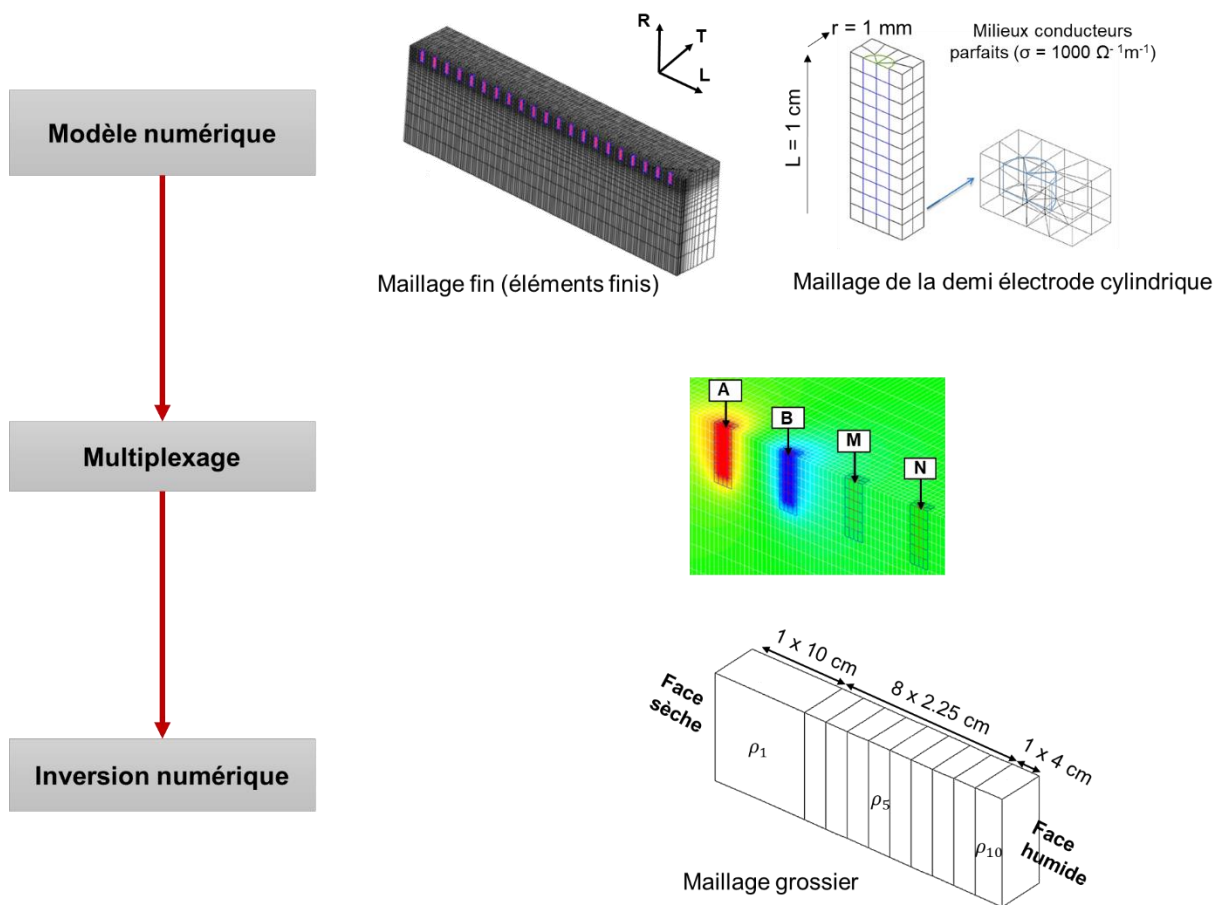 Modèle numérique
R
T
L
Maillage fin (éléments finis)
r = 1 mm
L = 1 cm
Milieux conducteurs
parfaits (σ = 1000 Ω⁻¹m⁻¹)
Maillage de la demi électrode cylindrique
Multiplexage
A
B
M
N
Inversion numérique
1 x 10 cm
8 x 2.25 cm
1 x 4 cm
Face
sèche
ρ₁
ρ₅
ρ₁₀
Face
humide
Maillage grossier